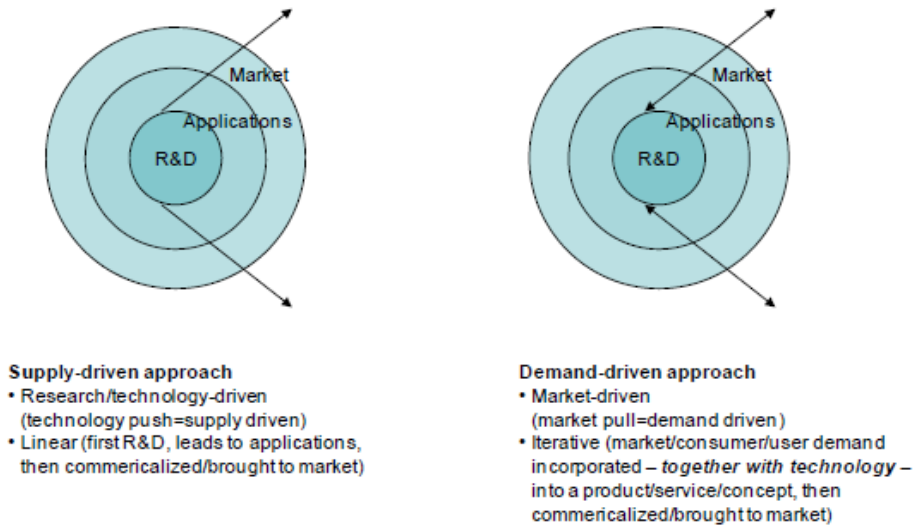 Market
Applications
R&D
Market
Applications
R&D
Supply-driven approach
• Research/technology-driven
(technology push=supply driven)
• Linear (first R&D, leads to applications,
then commericalized/brought to market)
Demand-driven approach
• Market-driven
(market pull=demand driven)
• Iterative (market/consumer/user demand
incorporated – together with technology –
into a product/service/concept, then
commericalized/brought to market)